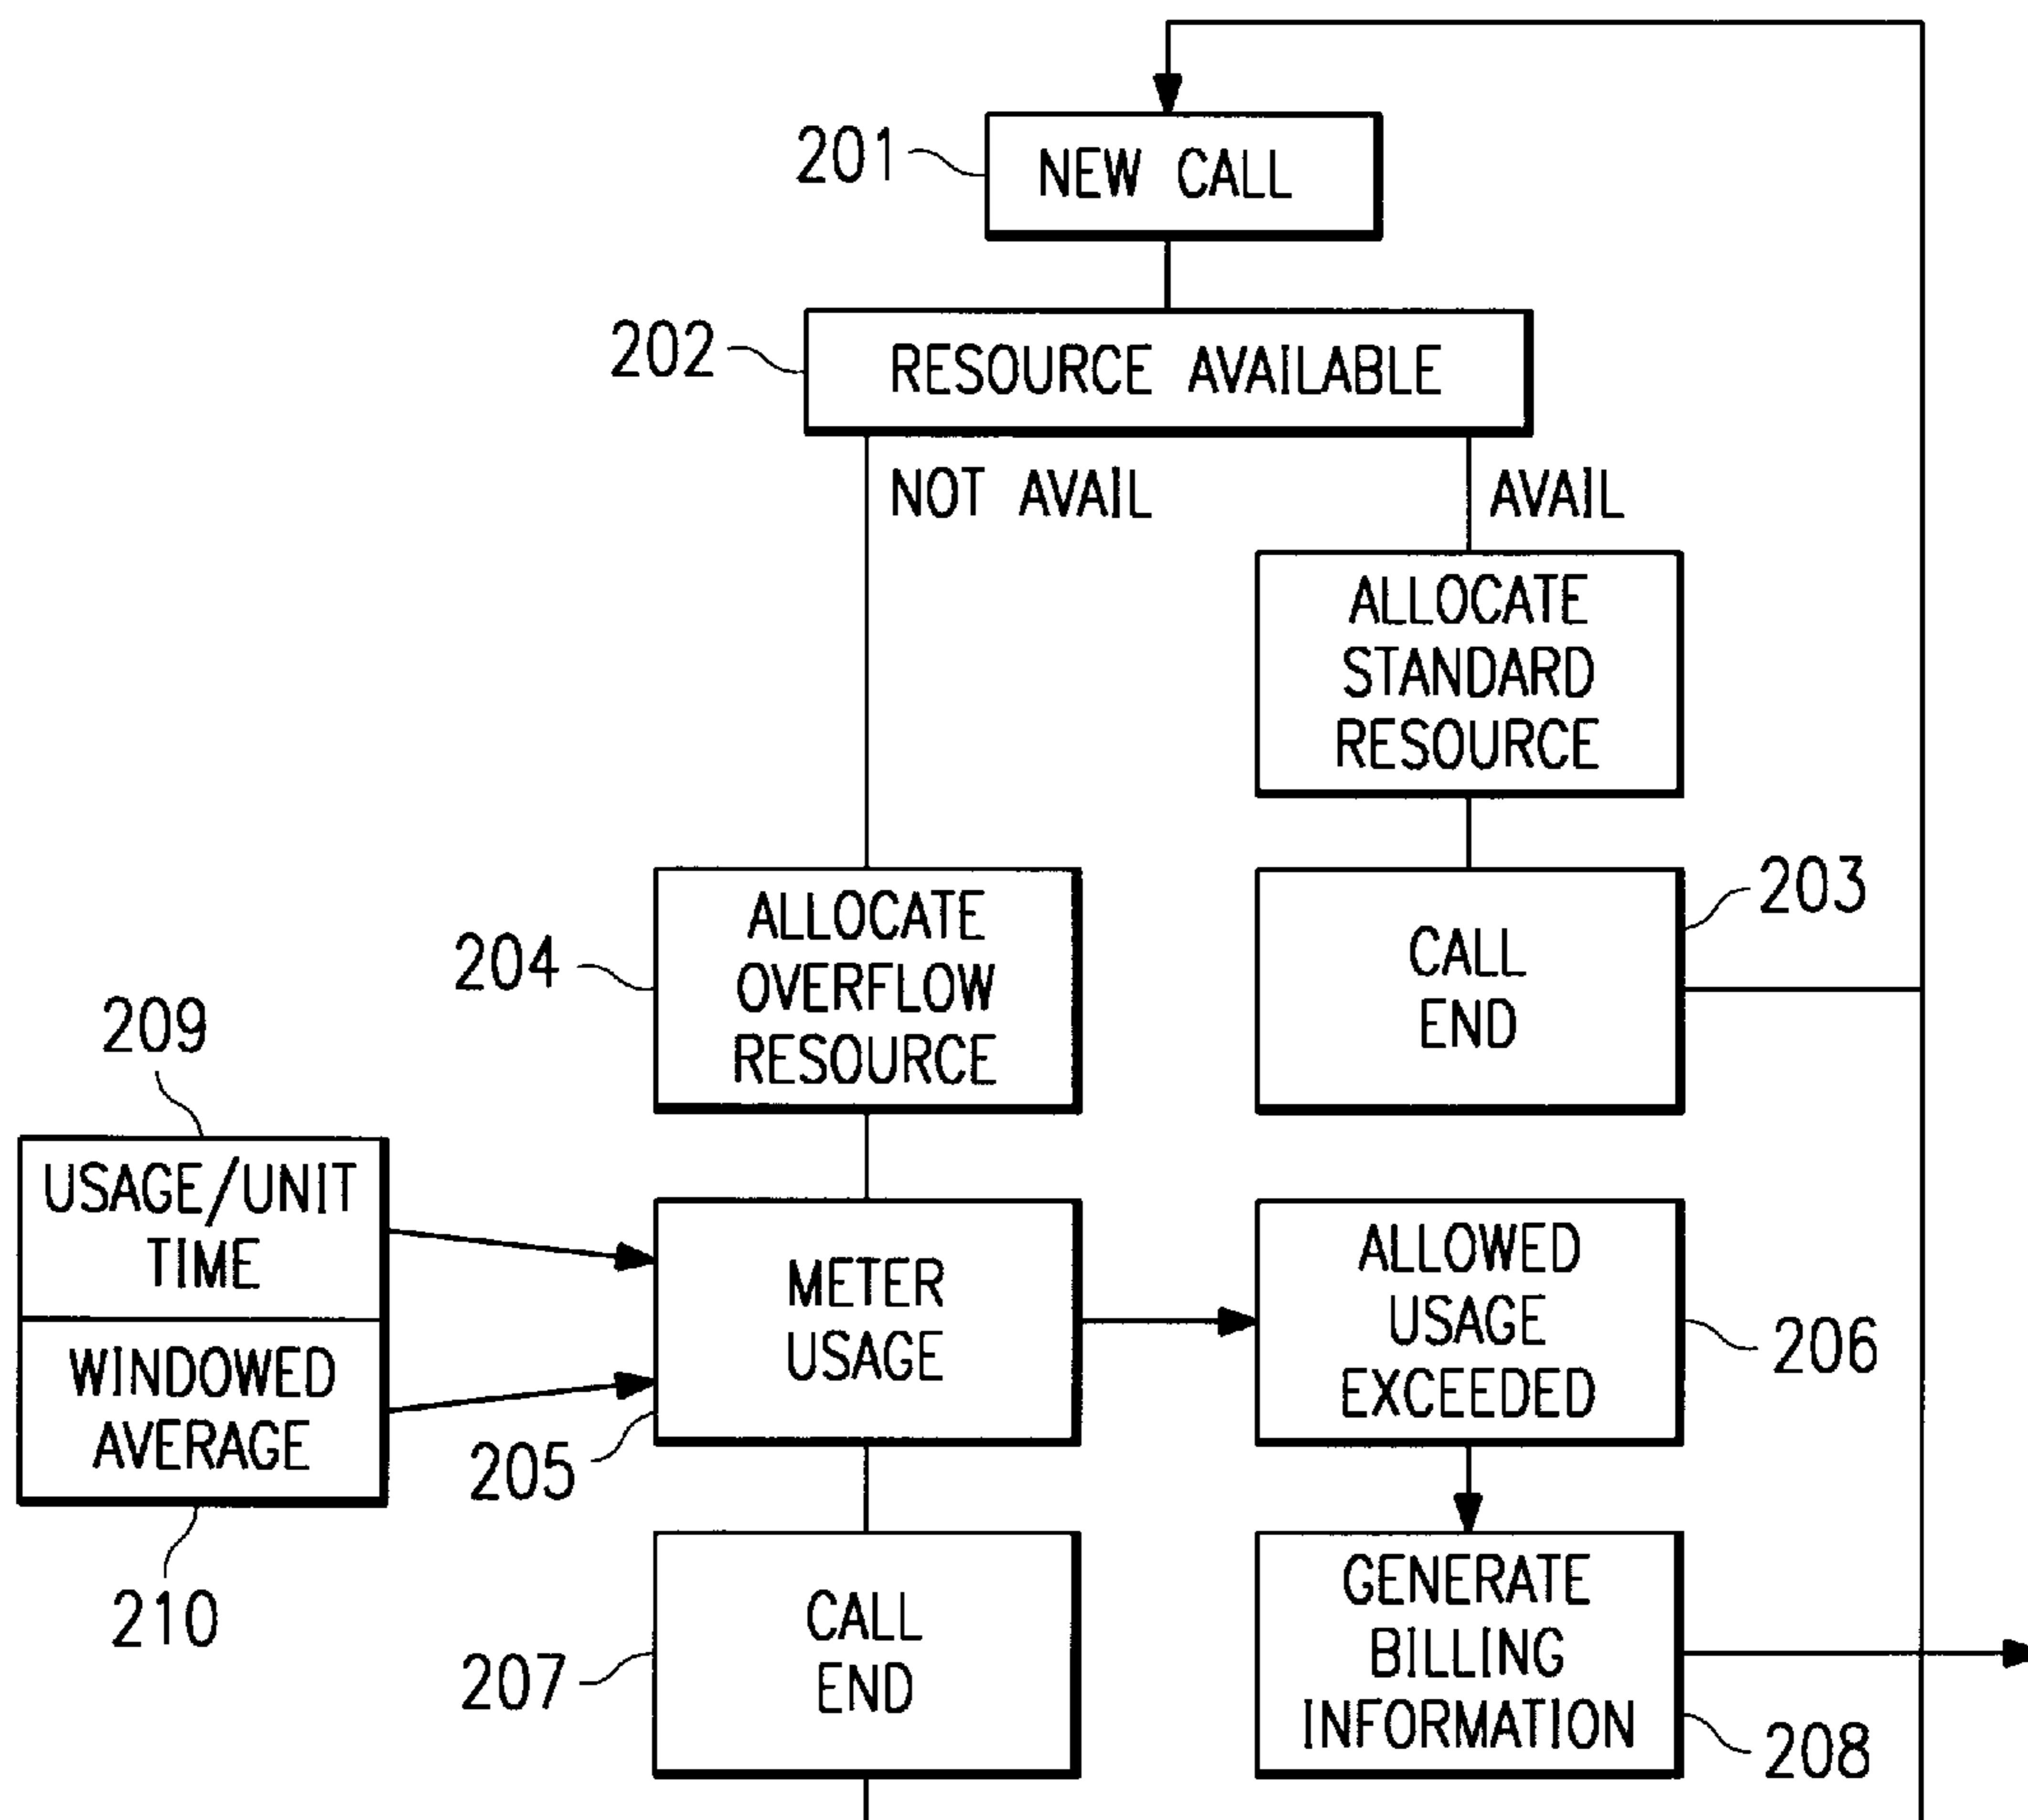 201
NEW CALL
202
RESOURCE AVAILABLE
NOT AVAIL
AVAIL
ALLOCATE
STANDARD
RESOURCE
203
CALL
END
204
ALLOCATE
OVERFLOW
RESOURCE
209
USAGE/UNIT
TIME
WINDOWED
AVERAGE
210
METER
USAGE
205
ALLOWED
USAGE
EXCEEDED
206
207
CALL
END
GENERATE
BILLING
INFORMATION
208